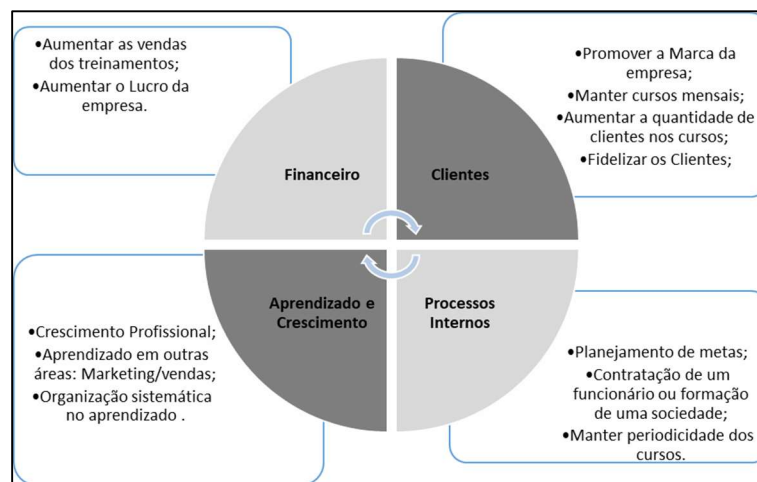 •Aumentar as vendas
dos treinamentos;
•Aumentar o Lucro da
empresa.
•Promover a Marca da
empresa;
•Manter cursos mensais;
•Aumentar a quantidade de
clientes nos cursos;
•Fidelizar os Clientes;
Financeiro
Clientes
Aprendizado e
Crescimento
Processos
Internos
•Crescimento Profissional;
•Aprendizado em outras
áreas: Marketing/vendas;
•Organização sistemática
no aprendizado .
•Planejamento de metas;
•Contratação de um
funcionário ou formação
de uma sociedade;
•Manter periodicidade dos
cursos.